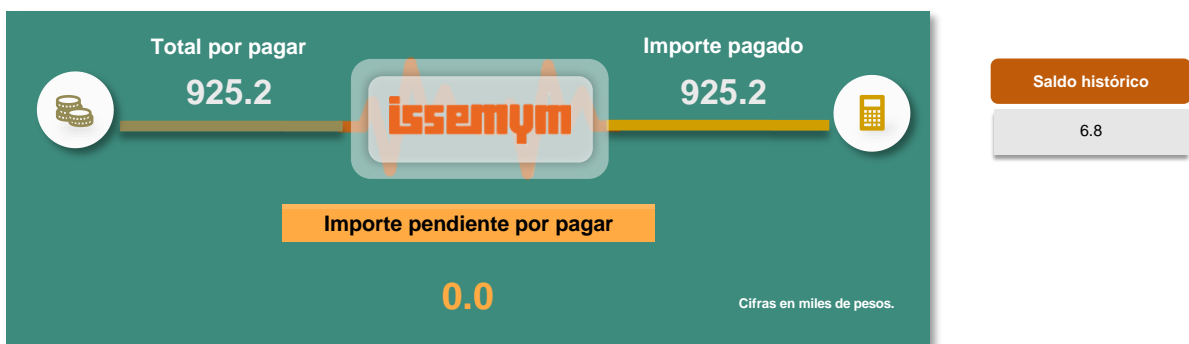 Total por pagar
925.2
issemym
Importe pagado
925.2
Importe pendiente por pagar
0.0
Cifras en miles de pesos.
Saldo histórico
6.8